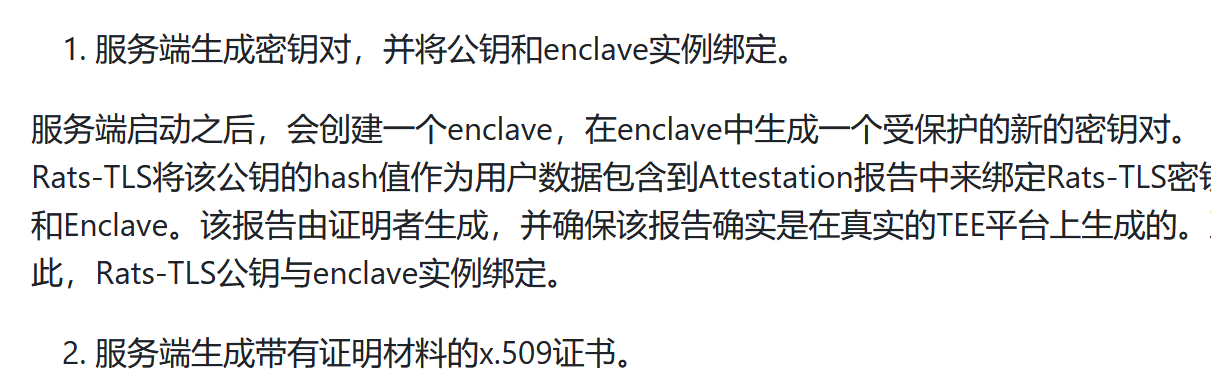 1. 服务端生成密钥对，并将公钥和enclave实例绑定。
服务端启动之后，会创建一个enclave，在enclave中生成一个受保护的新的密钥对。
Rats-TLS将该公钥的hash值作为用户数据包含到Attestation报告中来绑定Rats-TLS密
和Enclave。该报告由证明者生成，并确保该报告确实是在真实的TEE平台上生成的。
此，Rats-TLS公钥与enclave实例绑定。
2. 服务端生成带有证明材料的x.509证书。